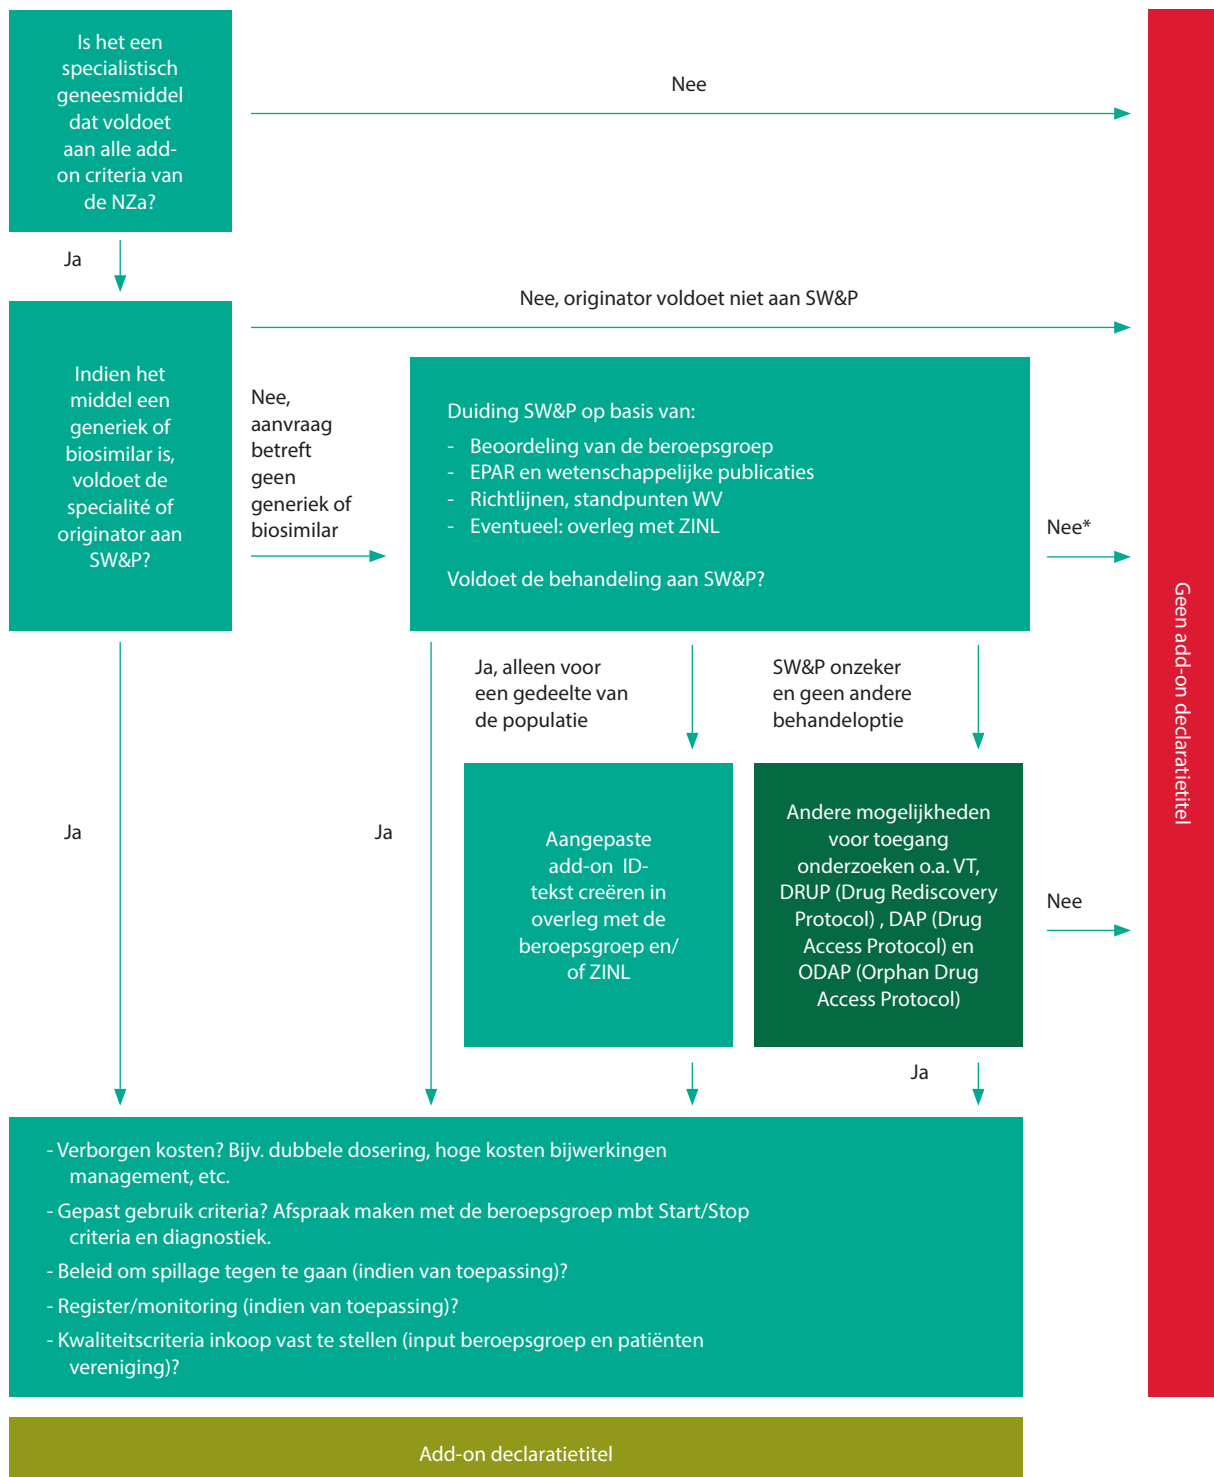 Is het een
specialistisch
geneesmiddel
dat voldoet
aan alle add-
on criteria van
de NZa?
Nee
Ja
Nee, originator voldoet niet aan SW&P
Indien het
middel een
generiek of
biosimilar is,
voldoet de
specialité of
originator aan
SW&P?
Nee,
aanvraag
betreft
geen
generiek of
biosimilar
Duiding SW&P op basis van:
- Beoordeling van de beroepsgroep
- EPAR en wetenschappelijke publicaties
- Richtlijnen, standpunten WV
- Eventueel: overleg met ZINL
Voldoet de behandeling aan SW&P?
Nee*
Geen add-on declaratietitel
Ja, alleen voor
een gedeelte van
de populatie
SW&P onzeker
en geen andere
behandeloptie
Ja
Ja
Aangepaste
add-on ID-
tekst creëren in
overleg met de
beroepsgroep en/
of ZINL
Andere mogelijkheden
voor toegang
onderzoeken o.a. VT,
DRUP (Drug Rediscovery
Protocol) , DAP (Drug
Access Protocol) en
ODAP (Orphan Drug
Access Protocol)
Nee
Ja
- Verborgen kosten? Bijv. dubbele dosering, hoge kosten bijwerkingen
management, etc.
- Gepast gebruik criteria? Afspraak maken met de beroepsgroep mbt Start/Stop
criteria en diagnostiek.
- Beleid om spillage tegen te gaan (indien van toepassing)?
- Register/monitoring (indien van toepassing)?
- Kwaliteitscriteria inkoop vast te stellen (input beroepsgroep en patiënten
vereniging)?
Add-on declaratietitel